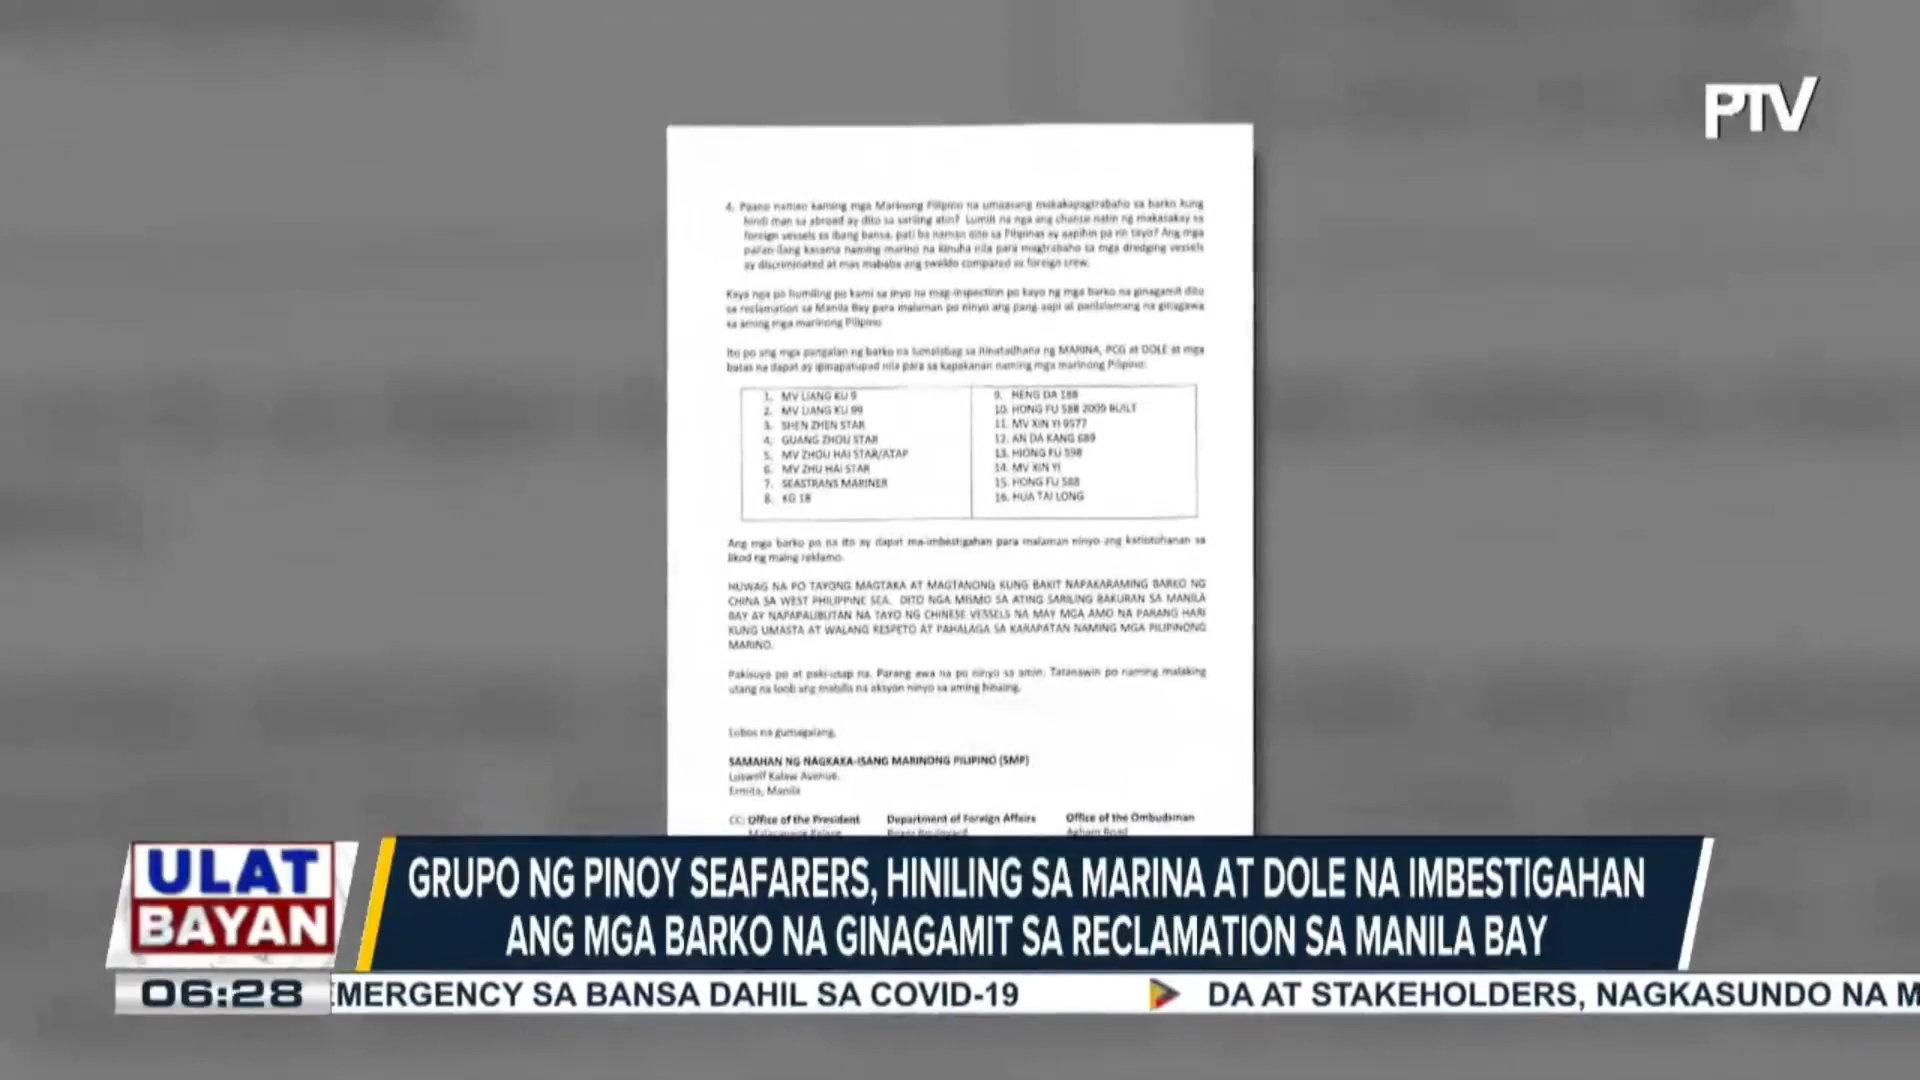 PTV
4. Paano naman kaming mga Marinong Pilipino na umaasang makakapagtrabaho sa barko kung
hindi man sa abroad ay dito sa sariling atin? Lumiit na nga ang chance natin ng makasakay sa
foreign vessels sa ibang bansa, pati ba naman dito sa Pilipinas ay aapihin pa rin tayo? Ang mga
ilang kasama naming marino na kinuha nila para magtrabaho sa mga dredging vessels
ay discriminated at mas mababa ang sweldo compared sa foreign crew.
Kaya nga po humiling po kami sa inyo na mag-inspection po kayo ng mga barko na ginagamit dito
sa reclamation sa Manila Bay para malaman po ninyo ang pang-aapi at panlalamang na ginagawa
sa aming mga marinong Pilipino
Ito po ang mga pangalan ng barko na lumalabag sa itinatadhana ng MARINA, PCG at DOLE at mga
batas na dapat ay ipinapatupad nila para sa kapakanan naming mga marinong Pilipino:
1. MV LIANG KU 9
2. MV LIANG KU 99
3. SHEN ZHEN STAR
4. GUANG ZHOU STAR
5. MV ZHOU HAI STAR/ATAP
6. MV ZHU HAI STAR
7. SEASTRANS MARINER
8. KG 18
9. HENG DA 188
10. HONG FU 588 2009 BUILT
11. MV XIN YI 9577
12. AN DA KANG 689
13. HIONG FU 598
14. MV XIN YI
15. HONG FU 588
16. HUA TAI LONG
Ang mga barko po na ito ay dapat ma-imbestigahan para malaman ninyo ang katotohanan sa
likod ng maing reklamo.
HUWAG NA PO TAYONG MAGTAKA AT MAGTANONG KUNG BAKIT NAPAKARAMING BARKO NG
CHINA SA WEST PHILIPPINE SEA. DITO NGA MISMO SA ATING SARILING BAKURAN SA MANILA
BAY AY NAPAPALIBUTAN NA TAYO NG CHINESE VESSELS NA MAY MGA AMO NA PARANG HARI
KUNG UMASTA AT WALANG RESPETO AT PAHALAGA SA KARAPATAN NAMING MGA PILIPINONG
MARINO.
Pakisuyo po at paki-usap na. Parang awa na po ninyo sa amin. Tatanawin po naming malaking
utang na loob ang mabilis na aksyon ninyo sa aming hinaing.
Lubos na gumagalang,
SAMAHAN NG NAGKAKA-ISANG MARINONG PILIPINO (SMP)
Kalaw Avenue,
Ermita, Manila
CC: Office of the President Department of Foreign Affairs Office of the Ombudsman
ULAT
BAYAN
GRUPO NG PINOY SEAFARERS, HINILING SA MARINA AT DOLE NA IMBESTIGAHAN
ANG MGA BARKO NA GINAGAMIT SA RECLAMATION SA MANILA BAY
06:28 MERGENCY SA BANSA DAHIL SA COVID-19 DA AT STAKEHOLDERS, NAGKASUNDO NA M